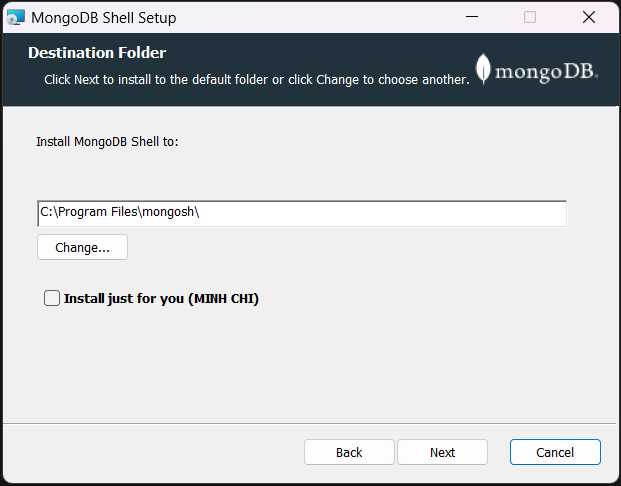 MongoDB Shell Setup
Destination Folder
Click Next to install to the default folder or click Change to choose another.
mongoDB®
Install MongoDB Shell to:
C:\Program Files\mongosh\
Change...
Install just for you (MINH CHI)
Back
Next
Cancel